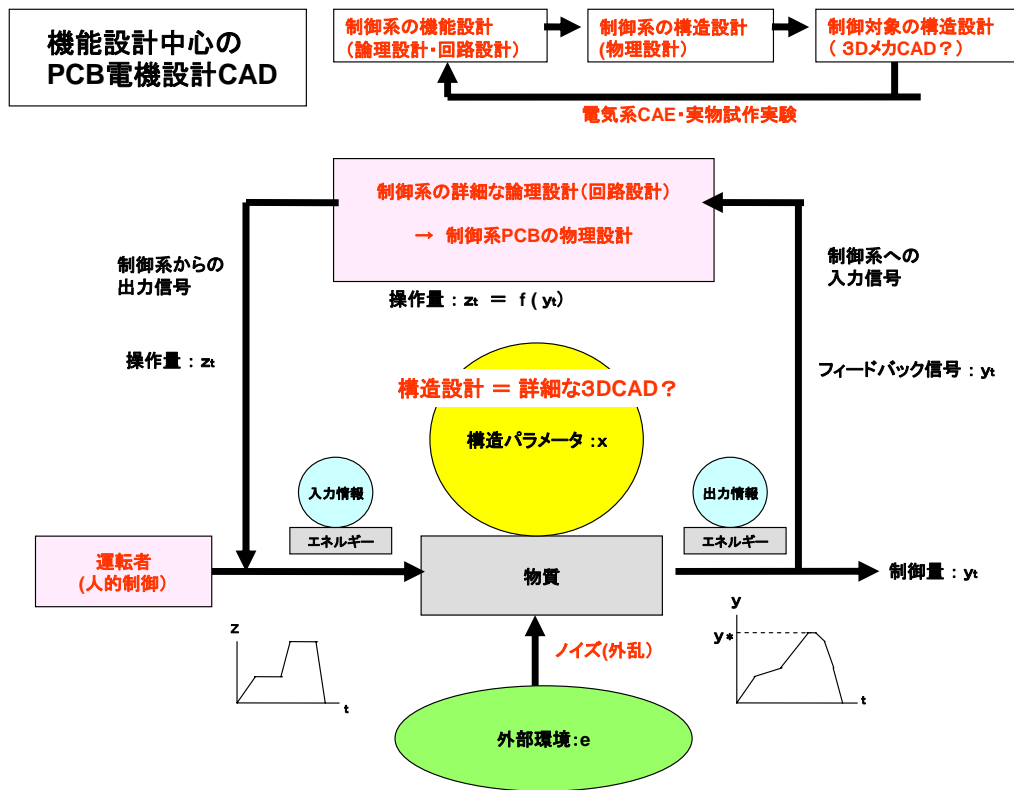 機能設計中心の
PCB電機設計CAD
制御系の機能設計
（論理設計・回路設計）
制御系の構造設計
(物理設計）
制御対象の構造設計
（ 3Dメカ CAD？）
電気系CAE・実物試作実験
制御系の詳細な論理設計（回路設計）
→ 制御系PCBの物理設計
制御系からの
出力信号
制御系への
入力信号
操作量：zt ＝ f ( yt)
操作量：zt
フィードバック信号：yt
構造設計 ＝ 詳細な3DCAD？
構造パラメータ：x
入力情報
エネルギー
出力情報
エネルギー
運転者
(人的制御）
物質
制御量：yt
z
t
ノイズ(外乱）
y
y*
t
外部環境：e